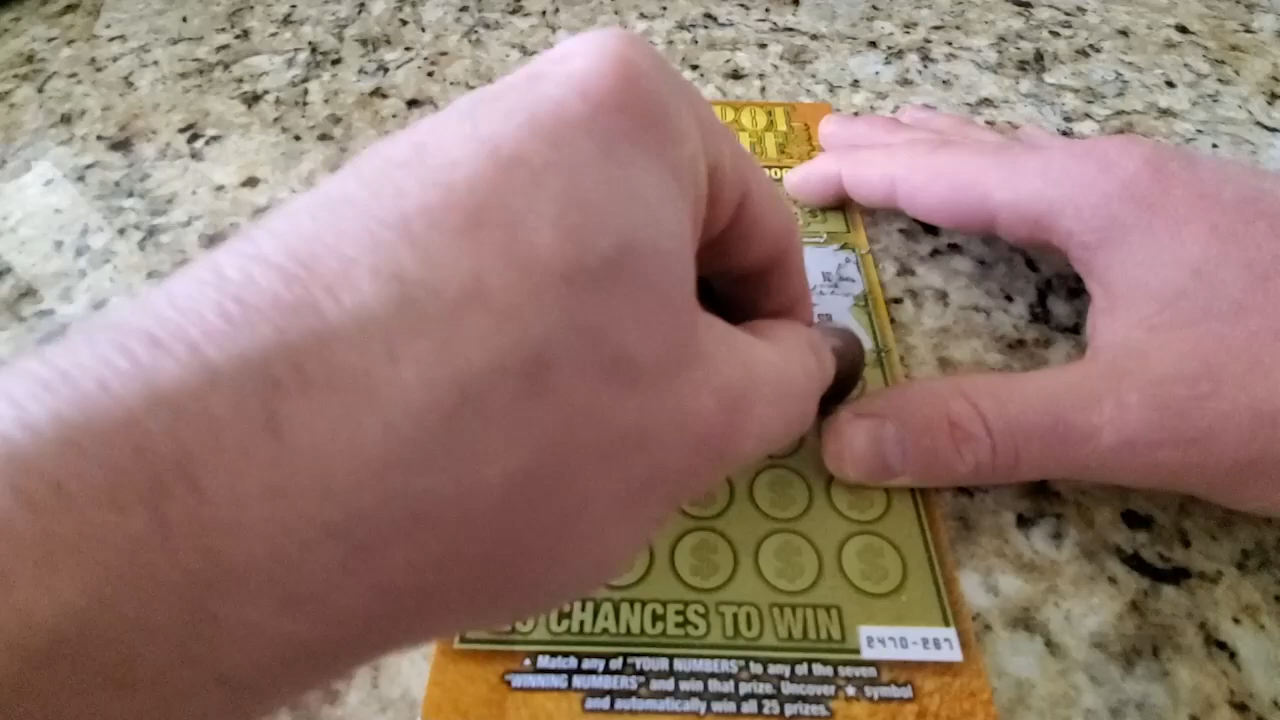 CHANCES TO WIN
2470-287
Match any of "YOUR NUMBERS" to any of the seven
"WINNING NUMBERS" and win that prize. Uncover ★ symbol
and automatically win all 25 prizes.